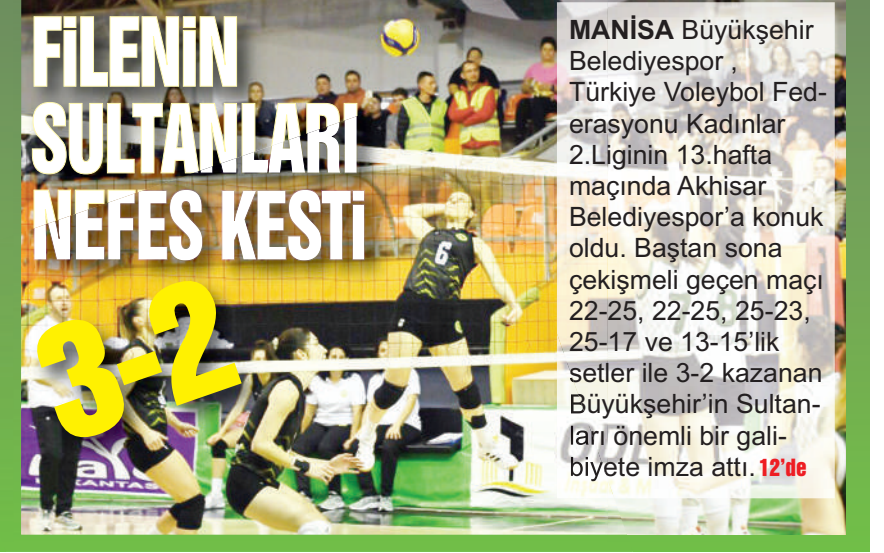 FİLENİN
SULTANLARI
NEFES KESTİ
3-2
MANİSA Büyükşehir
Belediyespor ,
Türkiye Voleybol Fed-
erasyonu Kadınlar
2.Liginin 13.hafta
maçında Akhisar
Belediyespor’a konuk
oldu. Baştan sona
çekişmeli geçen maçı
22-25, 22-25, 25-23,
25-17 ve 13-15’lik
setler ile 3-2 kazanan
Büyükşehir’in Sultan-
ları önemli bir gali-
biyete imza attı. 12’de
6